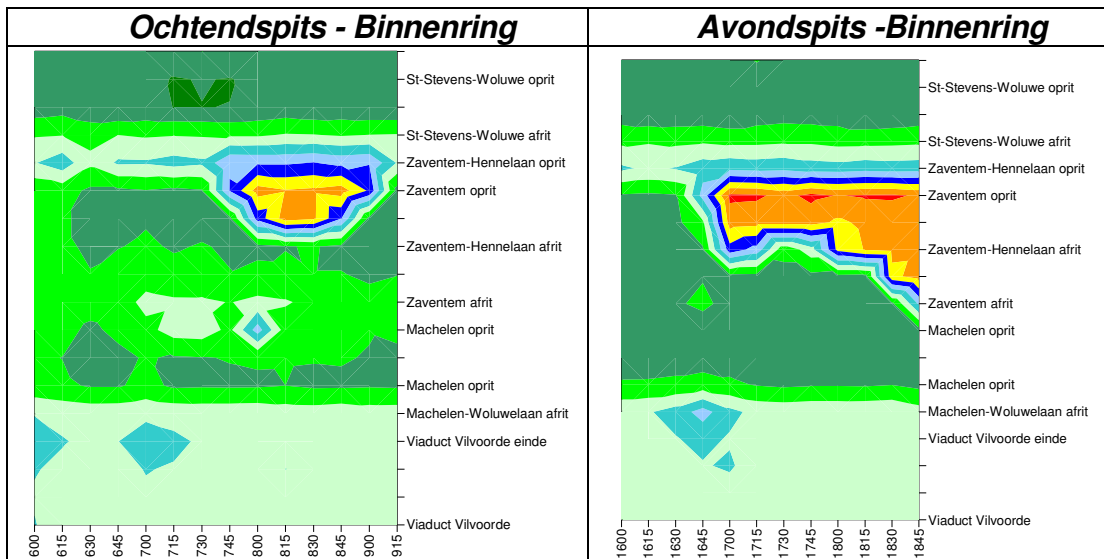 Ochtendspits - Binnenring
St-Stevens-Woluwe oprit
St-Stevens-Woluwe afrit
Zaventem-Hennelaan oprit
Zaventem oprit
Zaventem-Hennelaan afrit
Zaventem afrit
Machelen oprit
Machelen oprit
Machelen-Woluwelaan afrit
Viaduct Vilvoorde einde
Viaduct Vilvoorde
600 615 630 645 700 715 730 745 800 815 830 845 900 915
Avondspits -Binnenring
St-Stevens-Woluwe oprit
St-Stevens-Woluwe afrit
Zaventem-Hennelaan oprit
Zaventem oprit
Zaventem-Hennelaan afrit
Zaventem afrit
Machelen oprit
Machelen oprit
Machelen-Woluwelaan afrit
Viaduct Vilvoorde einde
Viaduct Vilvoorde
1600 1615 1630 1645 1700 1715 1730 1745 1800 1815 1830 1845